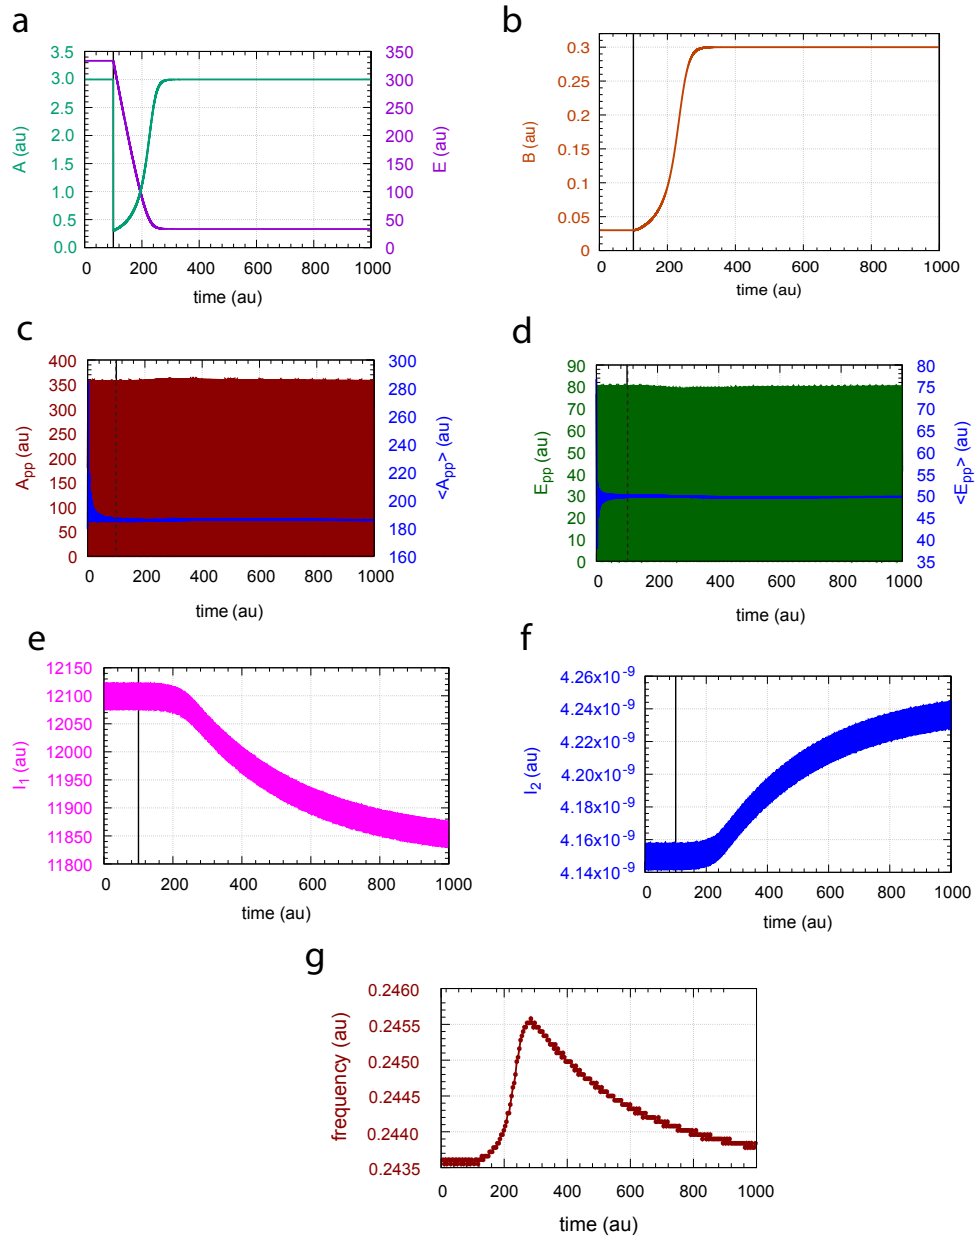 a
3.5
3.0
2.5
2.0
1.5
1.0
0.5
0.0
A (au)
350
300
250
200
150
100
50
0
E (au)
0 200 400 600 800 1000
time (au)
b
0.3
0.25
0.2
0.15
0.1
0.05
0
B (au)
0 200 400 600 800 1000
time (au)
c
400
350
300
250
200
150
100
50
0
App (au)
300
280
260
240
220
200
180
160
<App> (au)
0 200 400 600 800 1000
time (au)
d
90
80
70
60
50
40
30
20
10
0
Epp (au)
80
75
70
65
60
55
50
45
40
35
<Epp> (au)
0 200 400 600 800 1000
time (au)
e
12150
12100
12050
12000
11950
11900
11850
11800
I1 (au)
0 200 400 600 800 1000
time (au)
f
4.26x10-9
4.24x10-9
4.22x10-9
4.20x10-9
4.18x10-9
4.16x10-9
4.14x10-9
I2 (au)
0 200 400 600 800 1000
time (au)
g
0.2460
0.2455
0.2450
0.2445
0.2440
0.2435
frequency (au)
0 200 400 600 800 1000
time (au)